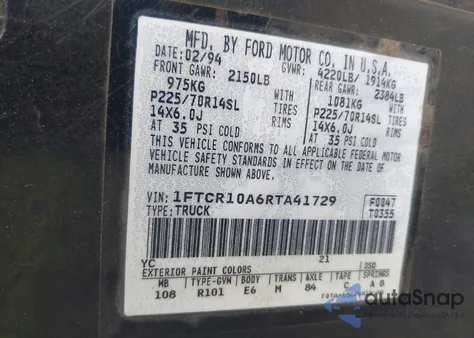 MFD. BY FORD MOTOR CO. IN U.S.A.
DATE: 02/94 GVWR: 4220LB/ 1914KG
FRONT GAWR: 2150LB REAR GAWR: 2384LB
975KG WITH 1081KG WITH
P225/70R14SL TIRES P225/70R14SL TIRES
14X6.0J RIMS 14X6.0J RIMS
AT 35 PSI COLD AT 35 PSI COLD
THIS VEHICLE CONFORMS TO ALL APPLICABLE FEDERAL MOTOR
VEHICLE SAFETY STANDARDS IN EFFECT ON THE DATE OF
MANUFACTURE SHOWN ABOVE.
VIN: 1FTCR10A6RTA41729 F0047
TYPE: TRUCK T0355
YC 21
EXTERIOR PAINT COLORS DSO
WB TYPE-GVW BODY TRANS AXLE TAPE SPRINGS
108 R101 E6 M 84 C A B
autoSnap